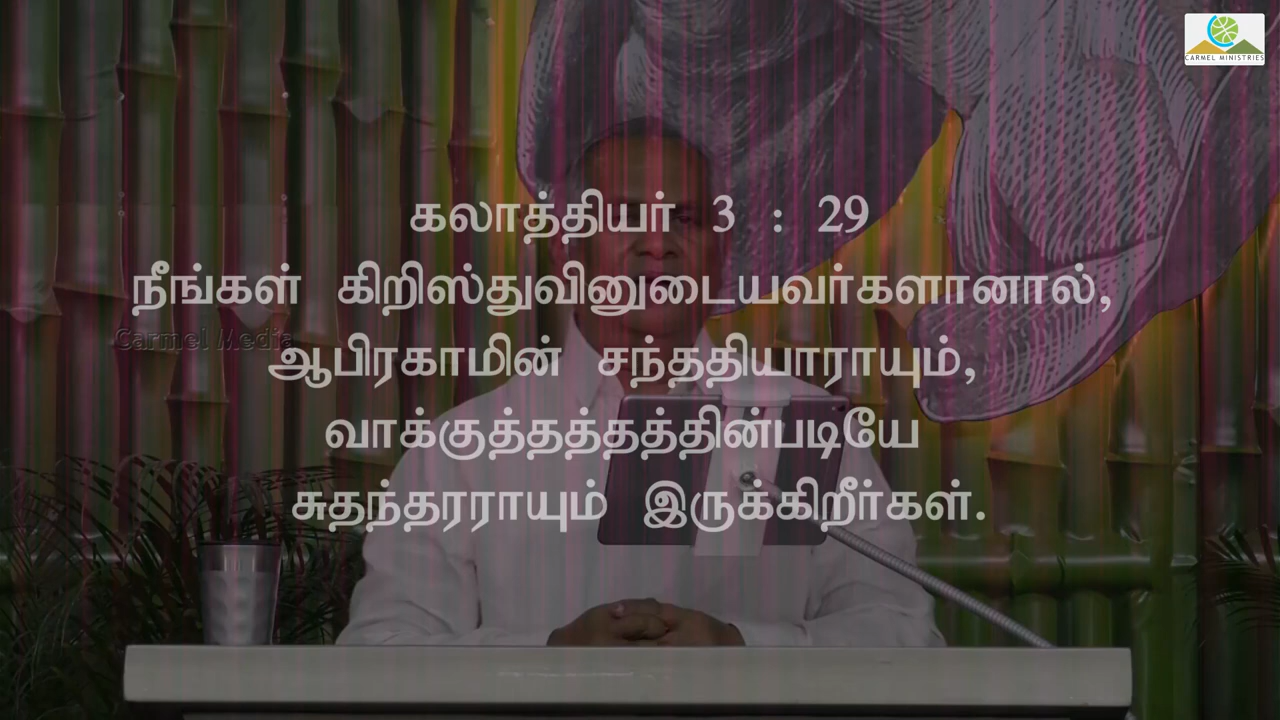 CARMEL MINISTRIES
கலாத்தியர் 3 : 29
நீங்கள் கிறிஸ்துவினுடையவர்களானால்,
Carmel Media
ஆபிரகாமின் சந்ததியாராயும்,
வாக்குத்தத்தத்தின்படியே
சுதந்தரராயும் இருக்கிறீர்கள்.